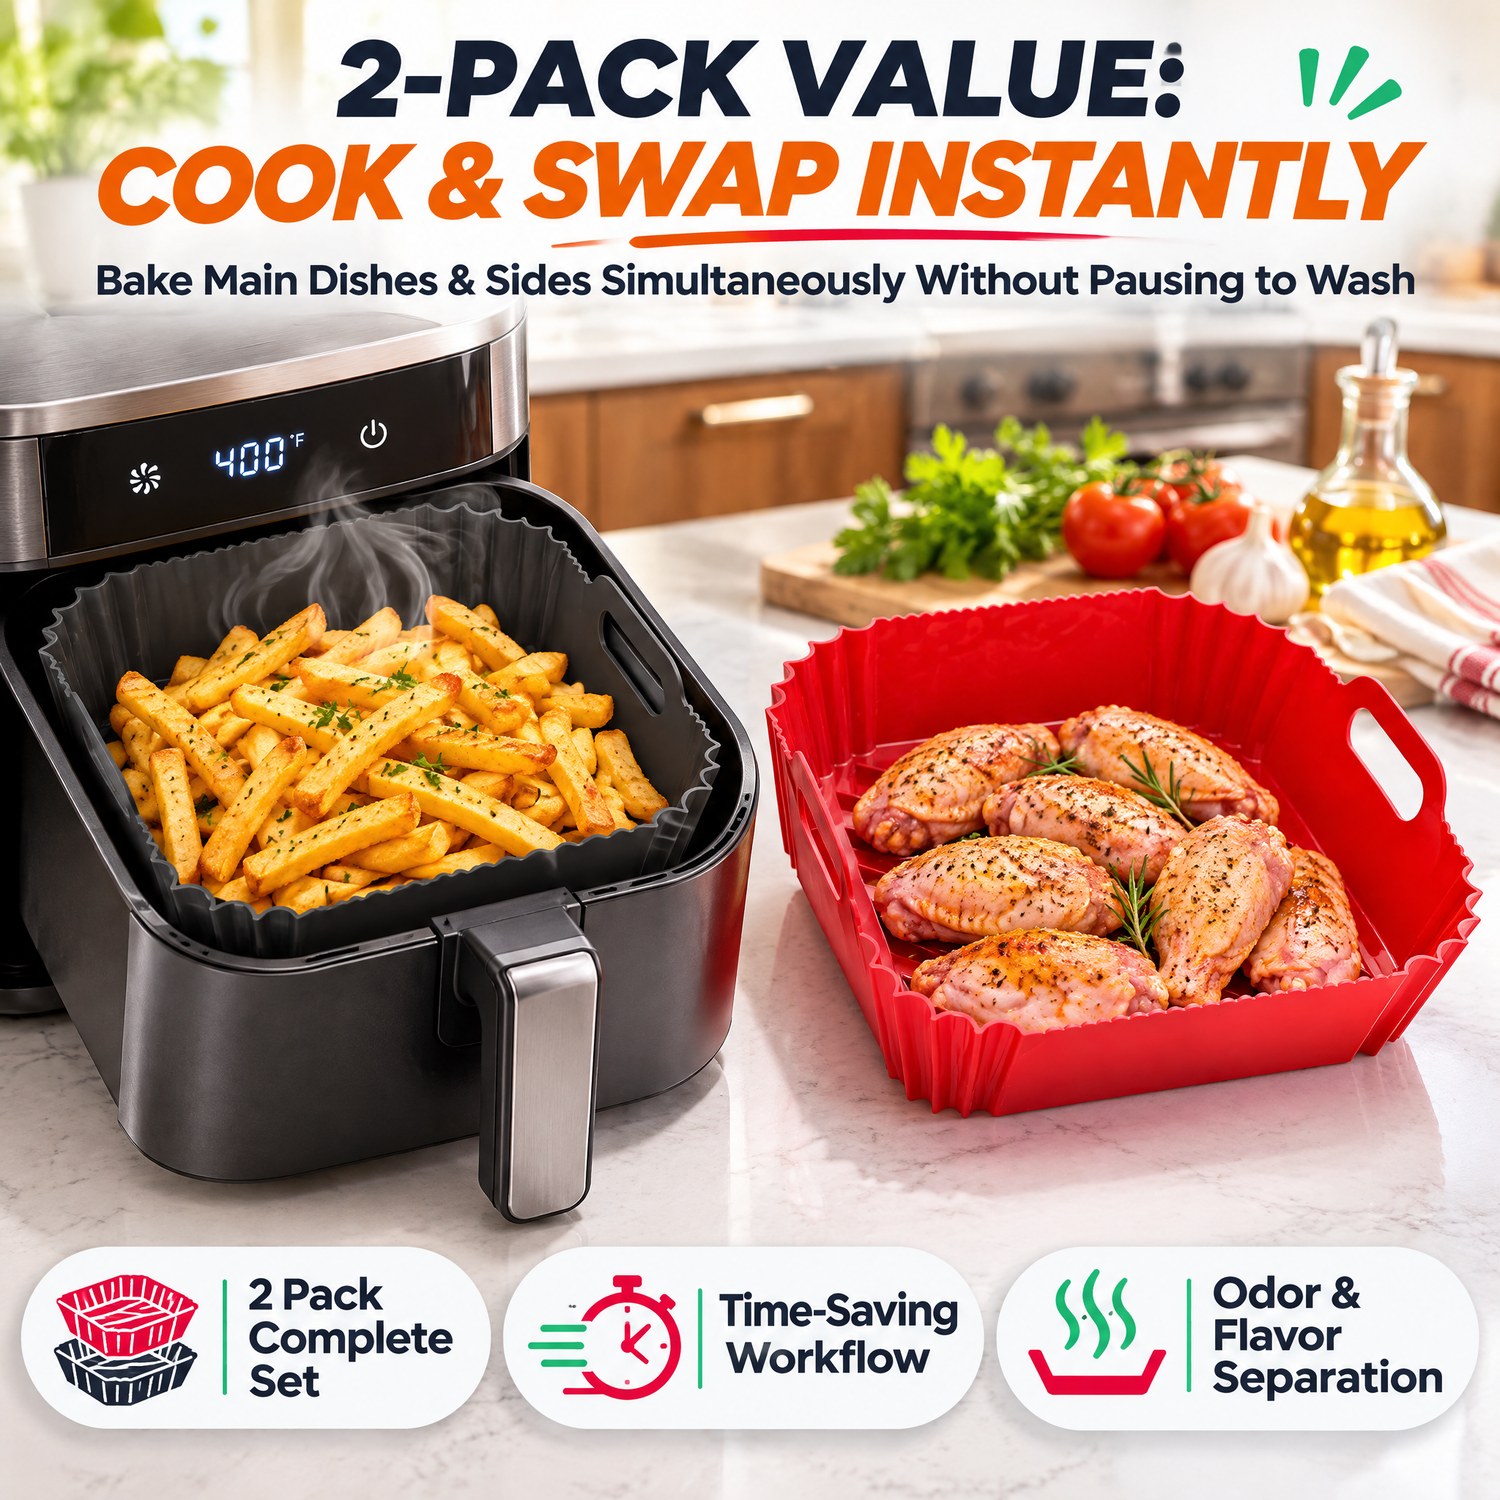 2-PACK VALUE:
COOK & SWAP INSTANTLY
Bake Main Dishes & Sides Simultaneously Without Pausing to Wash
400°F
2 Pack
Complete
Set
Time-Saving
Workflow
Odor &
Flavor
Separation